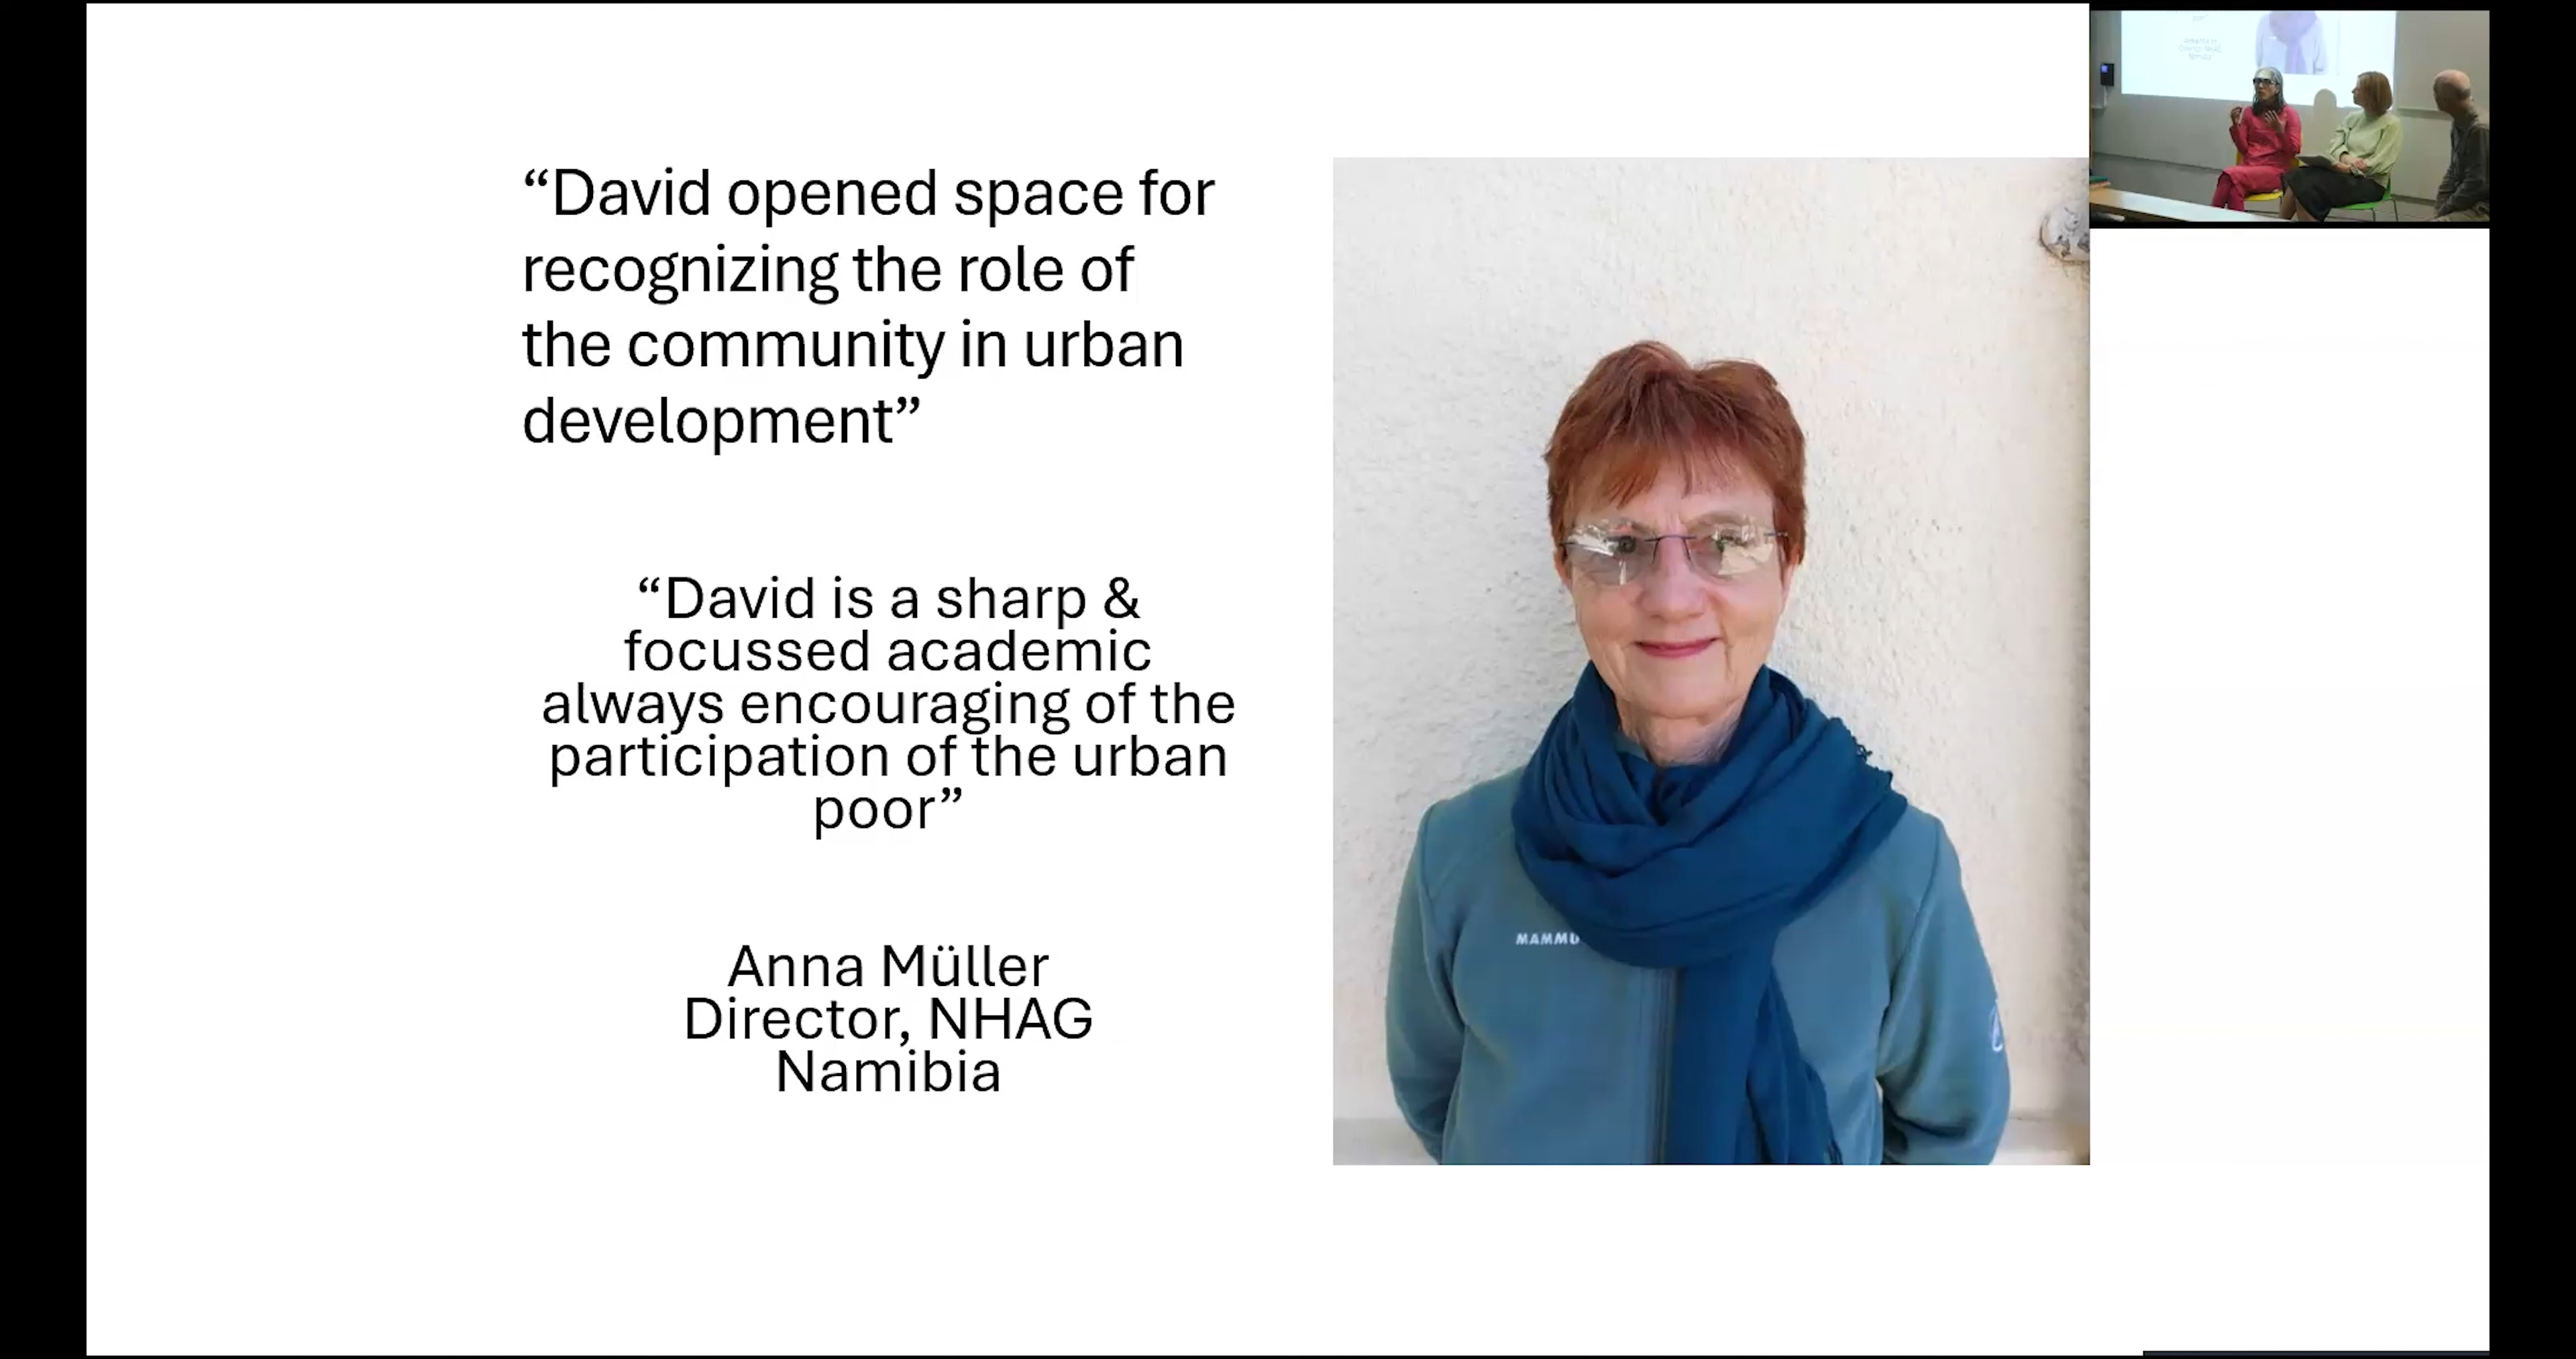 “David opened space for
recognizing the role of
the community in urban
development”
“David is a sharp &
focussed academic
always encouraging of the
participation of the urban
poor”
Anna Müller
Director, NHAG
Namibia
MAMMU